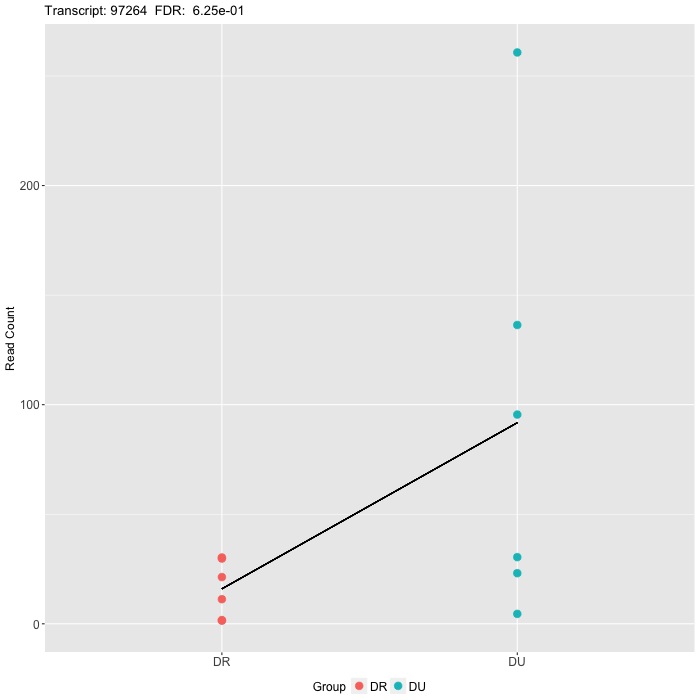 Transcript: 97264  FDR:  6.25e-01
Read Count
200
100
0
DR DU
Group DR DU